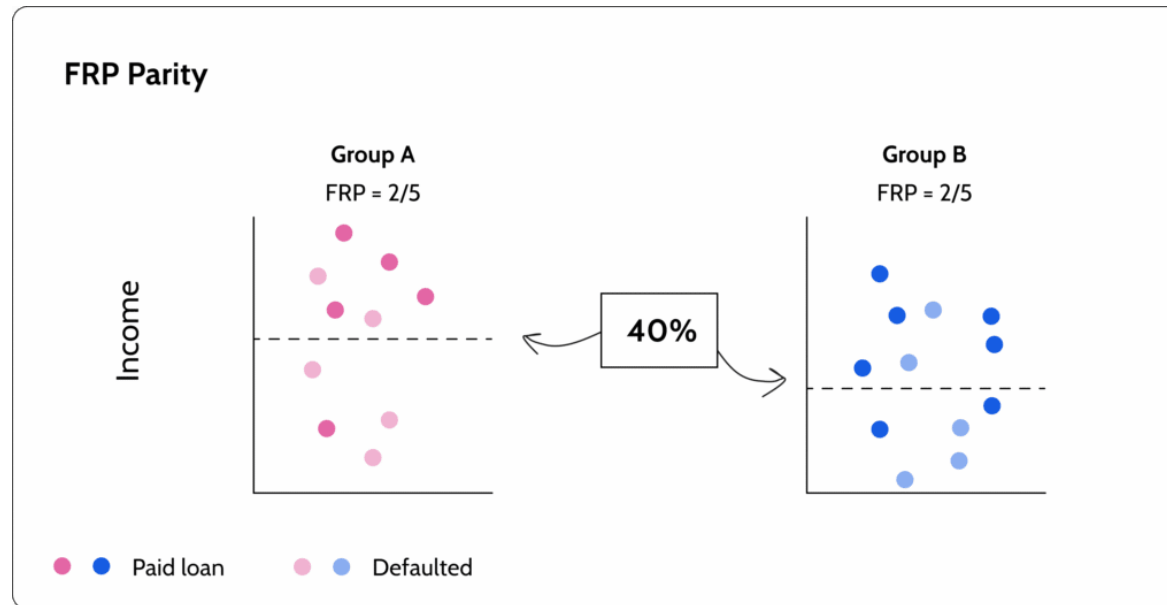 FRP Parity
Group A
FRP = 2/5
Group B
FRP = 2/5
Income
40%
Paid loan
Defaulted